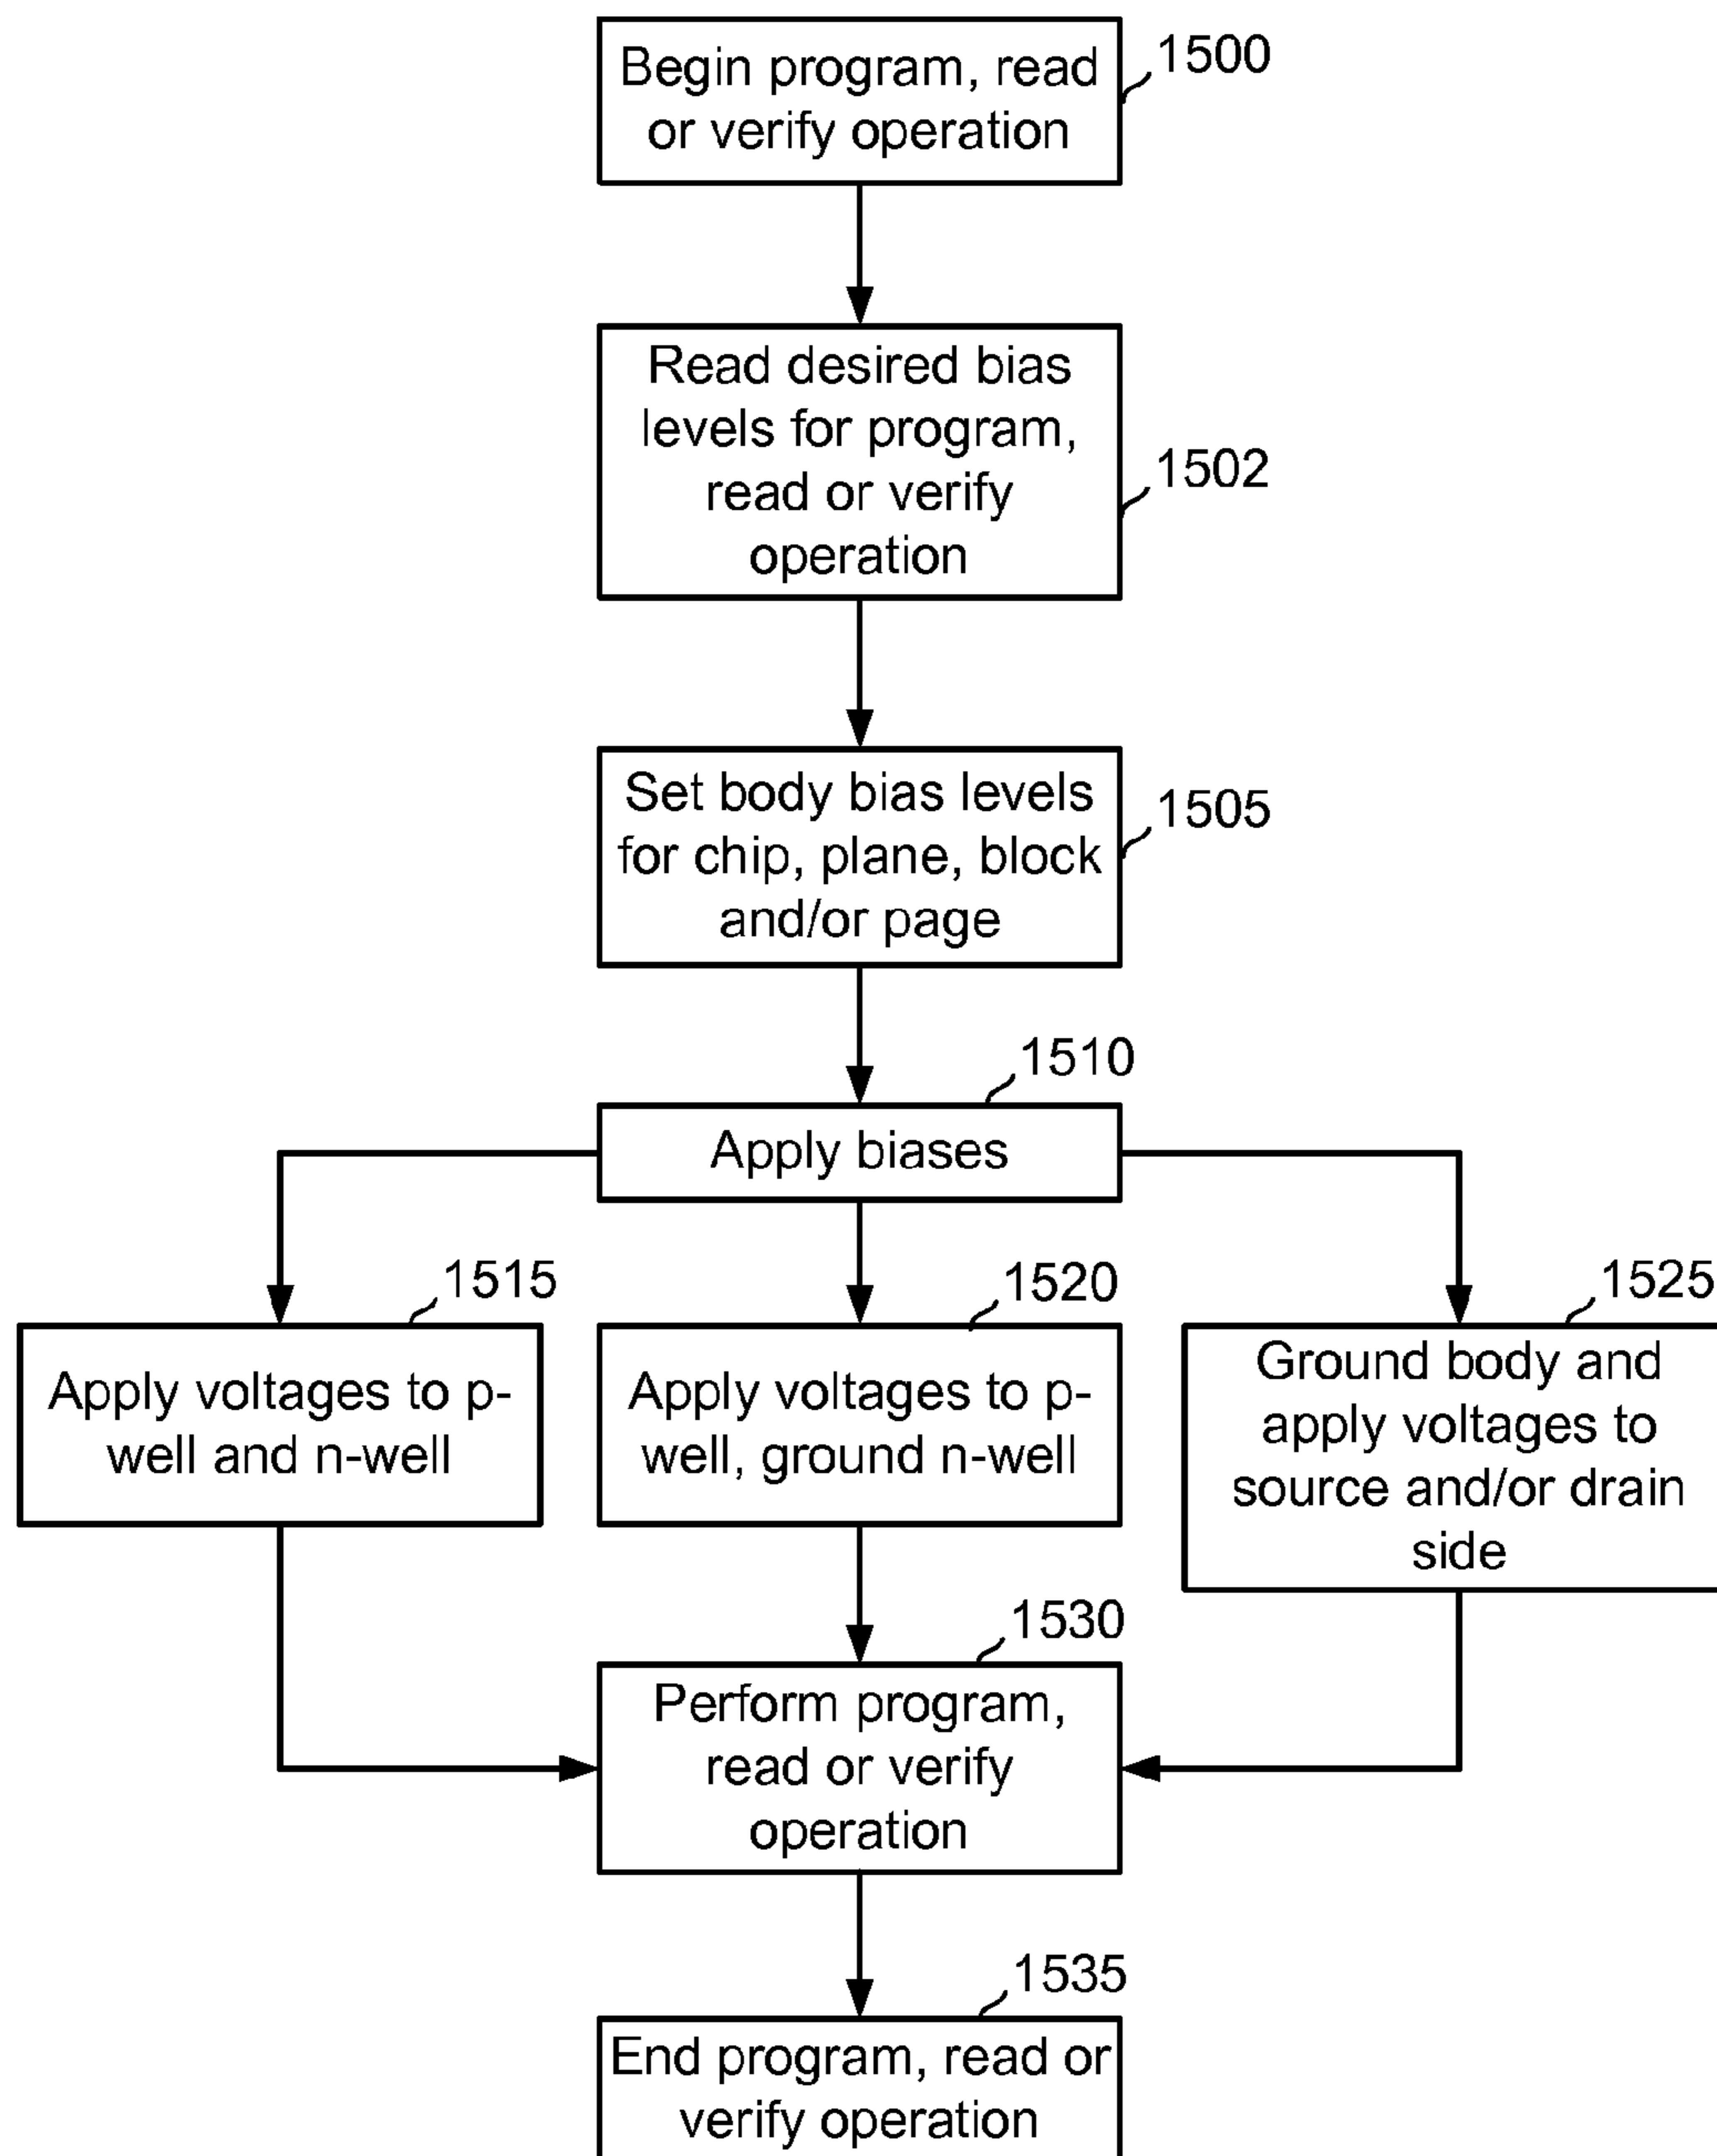 Begin program, read
or verify operation
1500
Read desired bias
levels for program,
read or verify
operation
1502
Set body bias levels
for chip, plane, block
and/or page
1505
1510
Apply biases
1515
Apply voltages to p-
well and n-well
1520
Apply voltages to p-
well, ground n-well
1525
Ground body and
apply voltages to
source and/or drain
side
1530
Perform program,
read or verify
operation
1535
End program, read or
verify operation